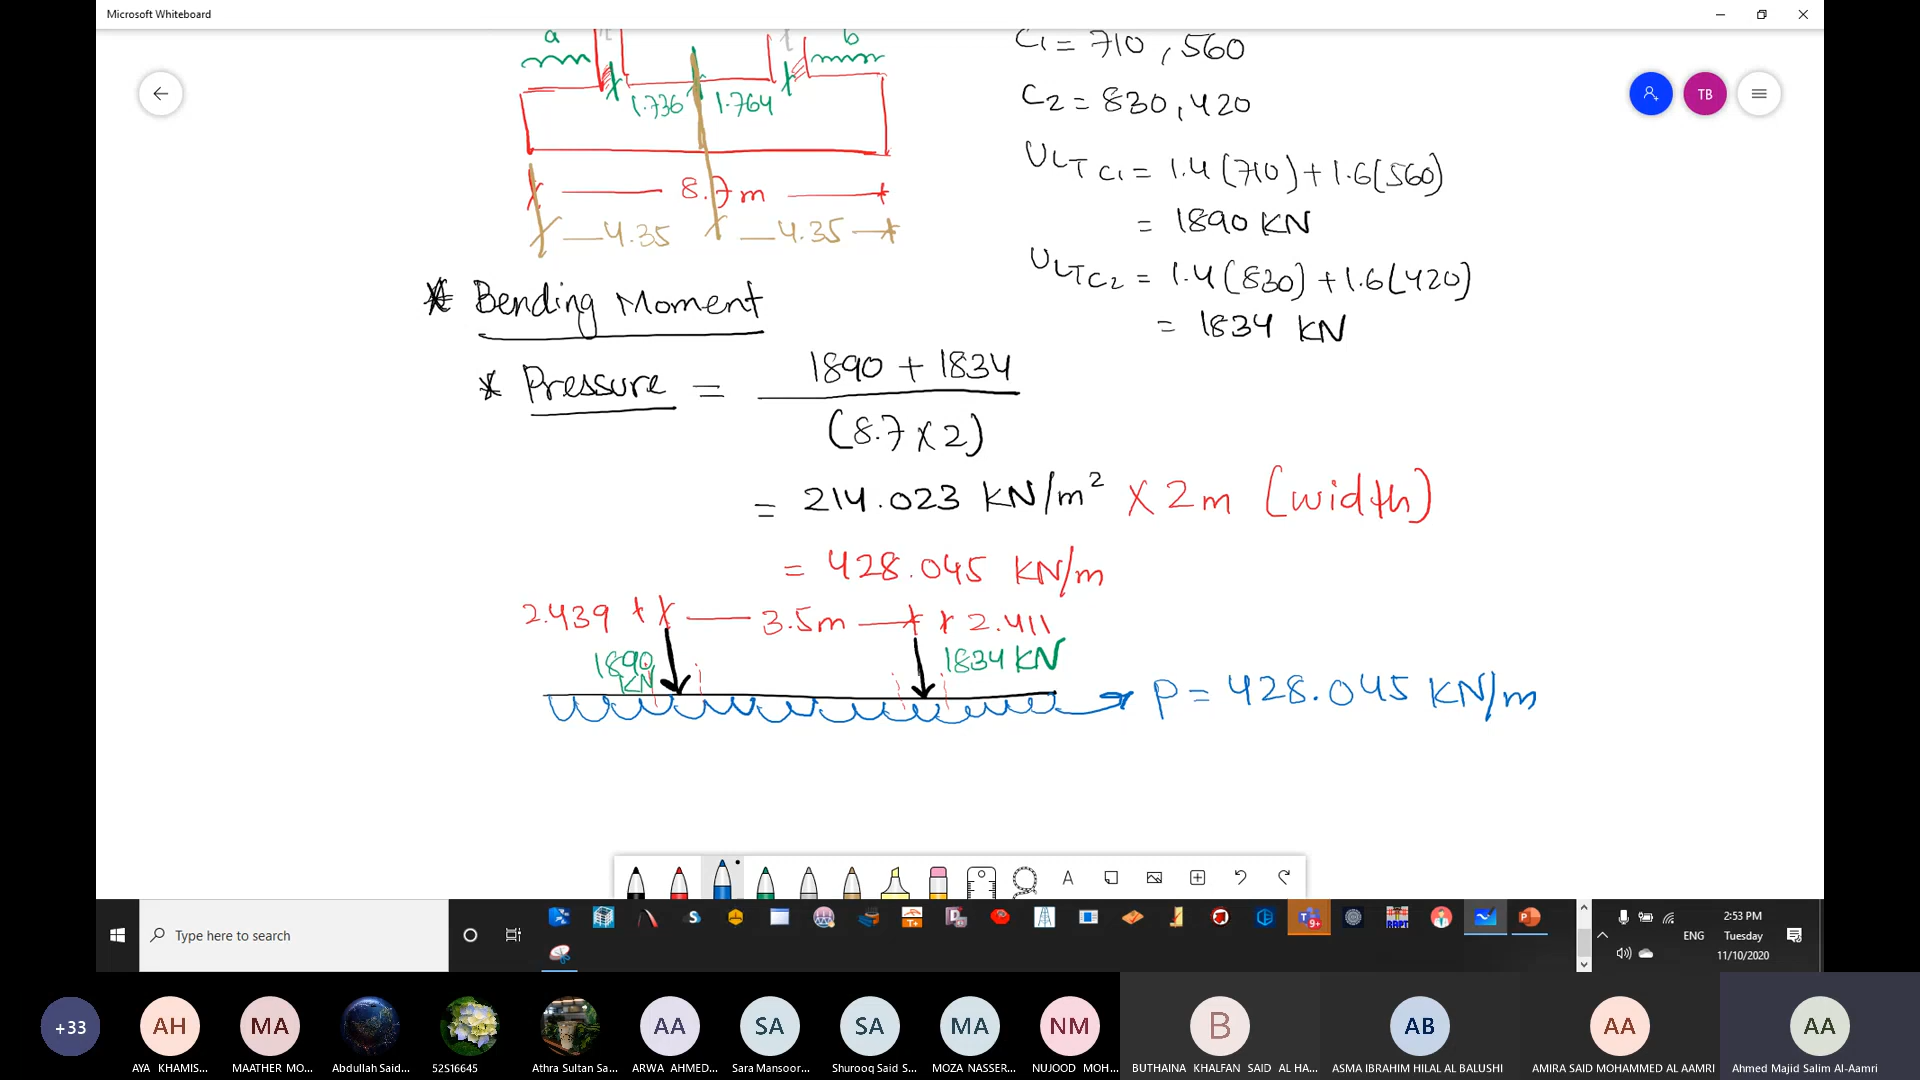 Microsoft Whiteboard
a
b
1.736
1.764
8.7m
4.35
4.35
C1 = 710, 560
C2 = 830, 420
ULT C1 = 1.4(710) + 1.6(560)
= 1890 KN
ULT C2 = 1.4(830) + 1.6(420)
= 1834 KN
TB
* Bending Moment
* Pressure = 1890 + 1834
(8.7 x 2)
= 214.023 KN/m² x 2m (width)
= 428.045 KN/m
2.439 3.5m 2.411
1890 KN
1834 KN
P = 428.045 KN/m
A
Type here to search
9+
ENG
2:53 PM
Tuesday
11/10/2020
+33
AH
MA
AA
SA
SA
MA
NM
B
AB
AA
AA
AYA KHAMIS...
MAATHER MO...
Abdullah Said...
52S16645
Athra Sultan Sa...
ARWA AHMED...
Sara Mansoor...
Shurooq Said S...
MOZA NASSER...
NUJOOD MOH...
BUTHAINA KHALFAN SAID AL HA...
ASMA IBRAHIM HILAL AL BALUSHI
AMIRA SAID MOHAMMED AL AAMRI
Ahmed Majid Salim Al-Aamri